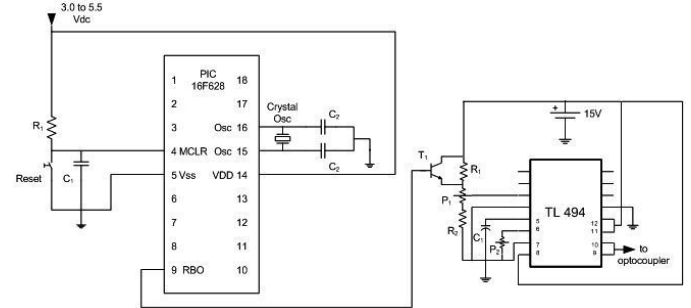 3.0 to 5.5
Vdc
PIC
16F628
1 18
2 17
3 Osc 16
4 MCLR Osc 15
5 Vss VDD 14
6 13
7 12
8 11
9 RBO 10
Crystal
Osc
C2
C2
R1
Reset
C1
T1
R1
P1
R2
C1
P2
15V
TL 494
5 12
6 11
7 10
8 9
to
optocoupler